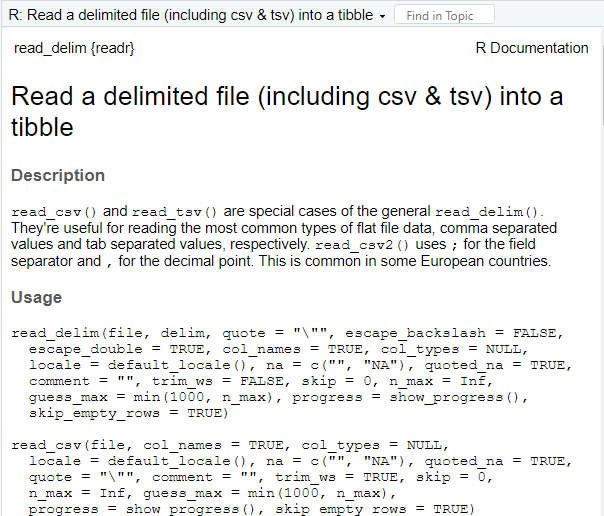 R: Read a delimited file (including csv & tsv) into a tibble Find in Topic
read_delim {readr} R Documentation
Read a delimited file (including csv & tsv) into a
tibble
Description
read_csv() and read_tsv() are special cases of the general read_delim().
They're useful for reading the most common types of flat file data, comma separated
values and tab separated values, respectively. read_csv2() uses ; for the field
separator and , for the decimal point. This is common in some European countries.
Usage
read_delim(file, delim, quote = "\"", escape_backslash = FALSE,
escape_double = TRUE, col_names = TRUE, col_types = NULL,
locale = default_locale(), na = c("", "NA"), quoted_na = TRUE,
comment = "", trim_ws = FALSE, skip = 0, n_max = Inf,
guess_max = min(1000, n_max), progress = show_progress(),
skip_empty_rows = TRUE)
read_csv(file, col_names = TRUE, col_types = NULL,
locale = default_locale(), na = c("", "NA"), quoted_na = TRUE,
quote = "\"", comment = "", trim_ws = TRUE, skip = 0,
n_max = Inf, guess_max = min(1000, n_max),
progress = show_progress(), skip_empty_rows = TRUE)